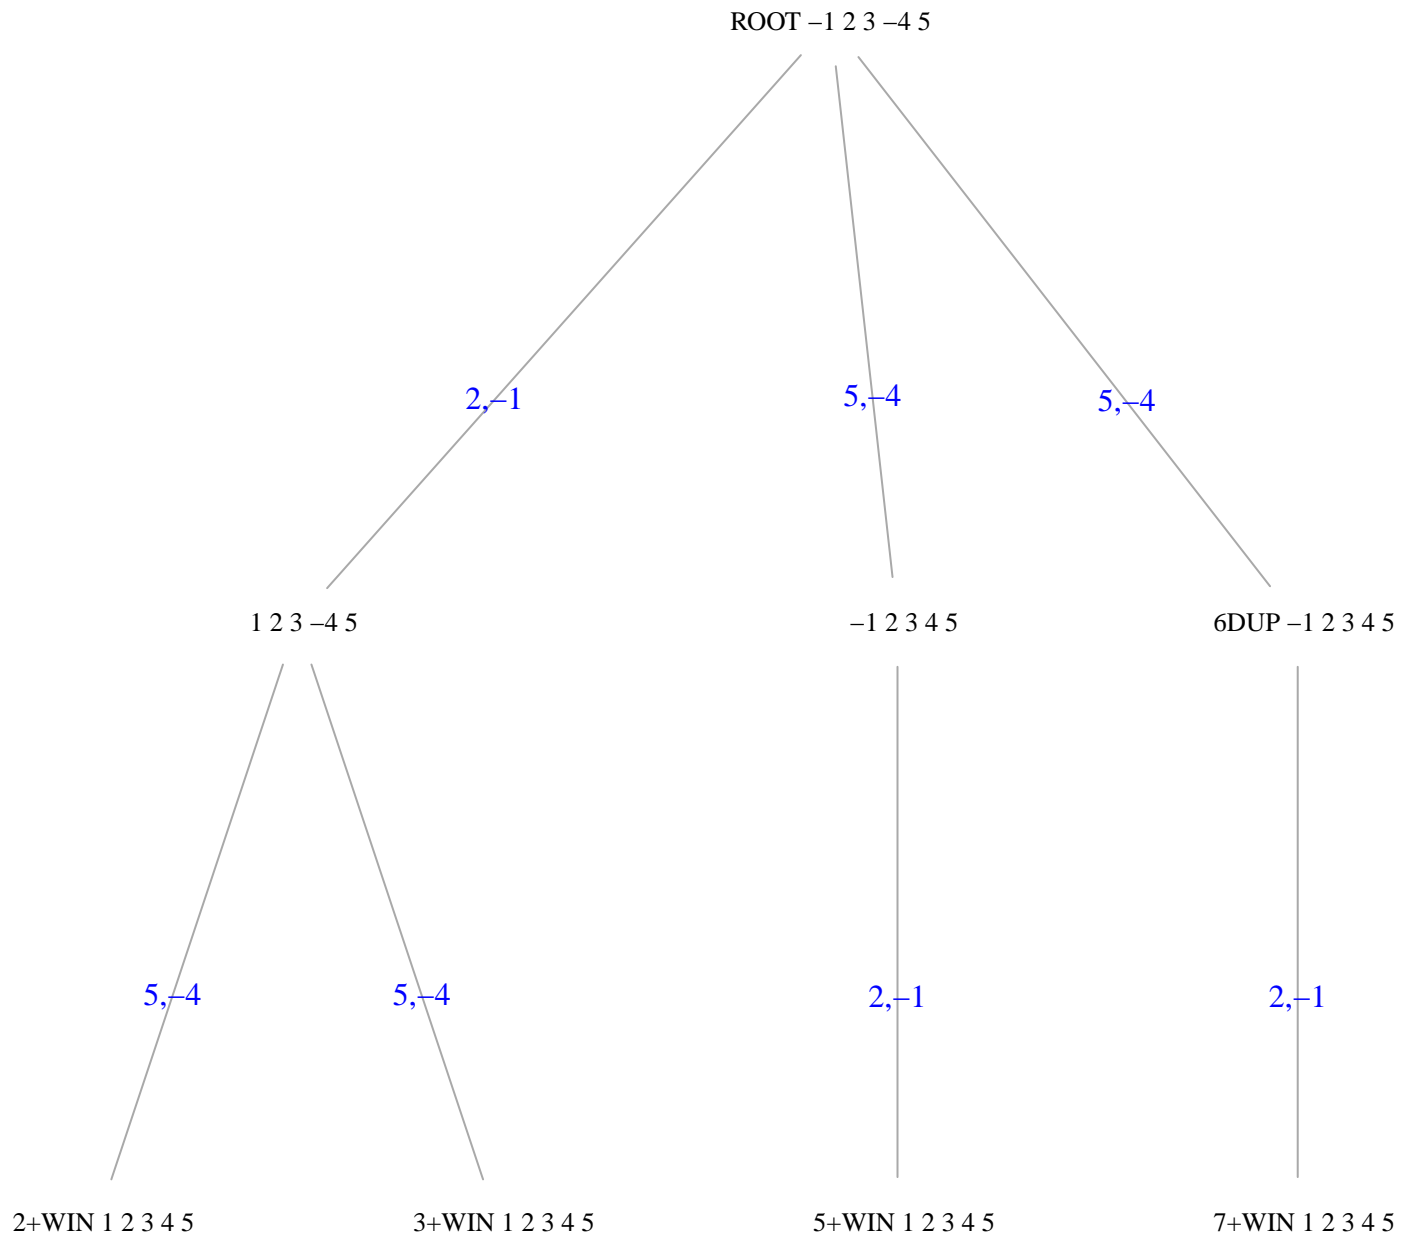 ROOT –1 2 3 –4 5
2,–1
5,–4
5,–4
1 2 3 –4 5
–1 2 3 4 5
6DUP –1 2 3 4 5
5,–4
5,–4
2,–1
2,–1
2+WIN 1 2 3 4 5
3+WIN 1 2 3 4 5
5+WIN 1 2 3 4 5
7+WIN 1 2 3 4 5